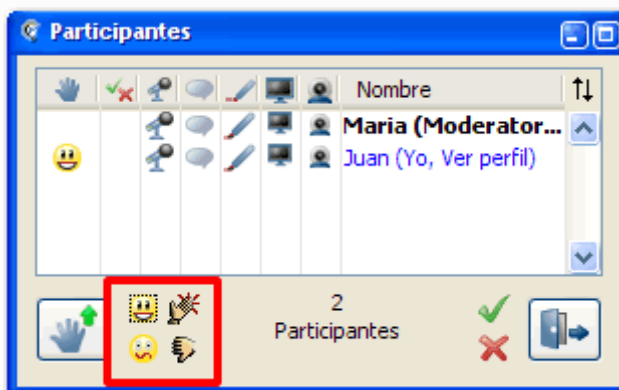 Participantes
Nombre
Maria (Moderator...
Juan (Yo, Ver perfil)
2
Participantes